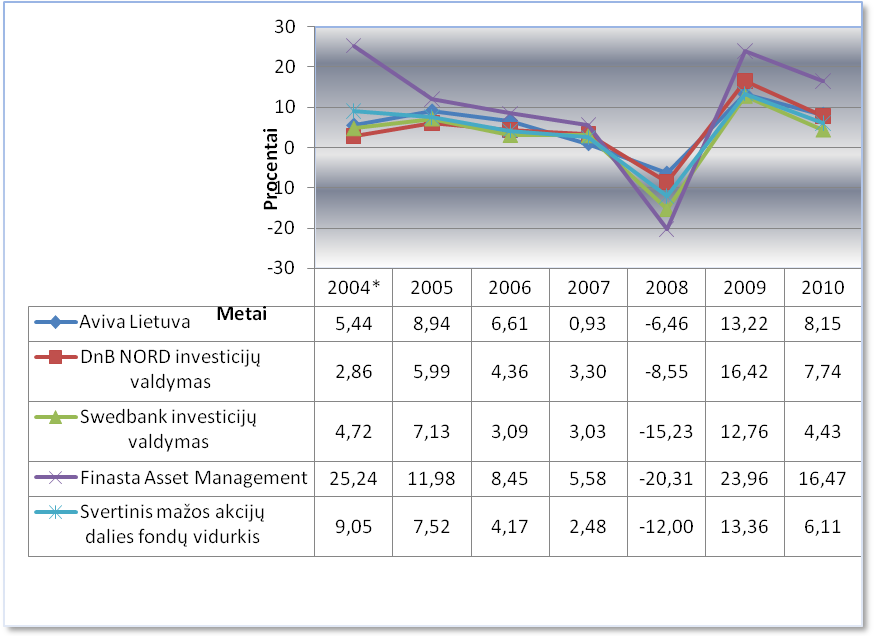 30
20
10
0
-10
-20
-30
Procentai
2004* 2005 2006 2007 2008 2009 2010
Metai
Aviva Lietuva 5,44 8,94 6,61 0,93 -6,46 13,22 8,15
DnB NORD investicijų
valdymas 2,86 5,99 4,36 3,30 -8,55 16,42 7,74
Swedbank investicijų
valdymas 4,72 7,13 3,09 3,03 -15,23 12,76 4,43
Finasta Asset Management 25,24 11,98 8,45 5,58 -20,31 23,96 16,47
Svertinis mažos akcijų
dalies fondų vidurkis 9,05 7,52 4,17 2,48 -12,00 13,36 6,11